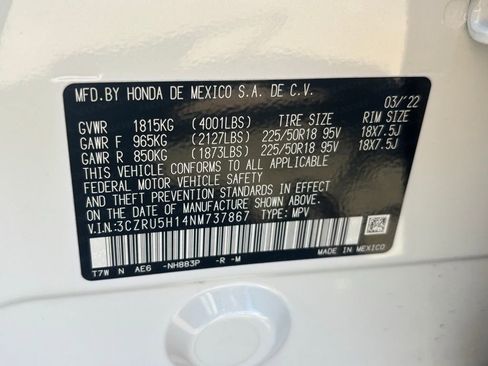 MFD.BY HONDA DE MEXICO S.A. DE C.V. 03/'22
GVWR 1815KG (4001LBS) TIRE SIZE RIM SIZE
GAWR F 965KG (2127LBS) 225/50R18 95V 18X7.5J
GAWR R 850KG (1873LBS) 225/50R18 95V 18X7.5J
THIS VEHICLE CONFORMS TO ALL APPLICABLE
FEDERAL MOTOR VEHICLE SAFETY AND
THEFT PREVENTION STANDARDS IN EFFECT
ON THE DATE OF MANUFACTURE SHOWN ABOVE.
V.I.N.:3CZRU5H14NM737867 TYPE: MPV
MADE IN MEXICO
T7W N AE6 -NH883P -R -M